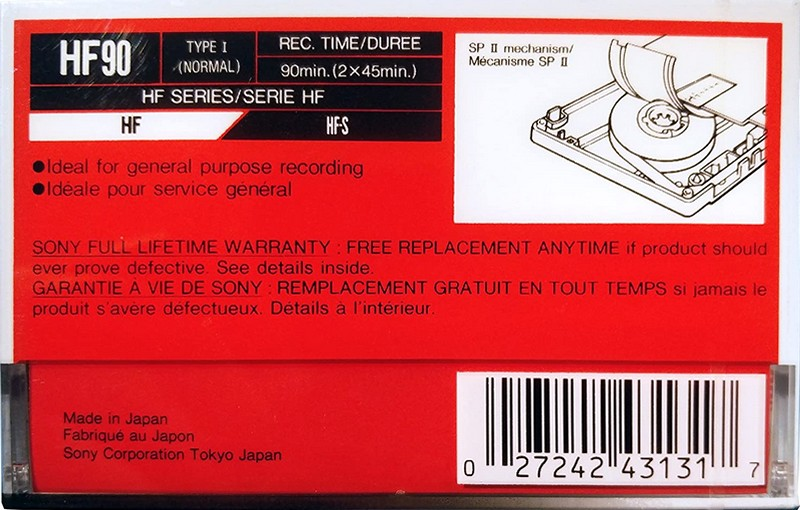 HF90
TYPE I
(NORMAL)
REC. TIME/DUREE
90min.(2×45min.)
HF SERIES/SERIE HF
HF
HF-S
SP II mechanism/
Mécanisme SP II
●Ideal for general purpose recording
●Idéale pour service général
SONY FULL LIFETIME WARRANTY : FREE REPLACEMENT ANYTIME if product should
ever prove defective. See details inside.
GARANTIE À VIE DE SONY : REMPLACEMENT GRATUIT EN TOUT TEMPS si jamais le
produit s'avère défectueux. Détails à l'intérieur.
Made in Japan
Fabriqué au Japon
Sony Corporation Tokyo Japan
0 27242 43131 7